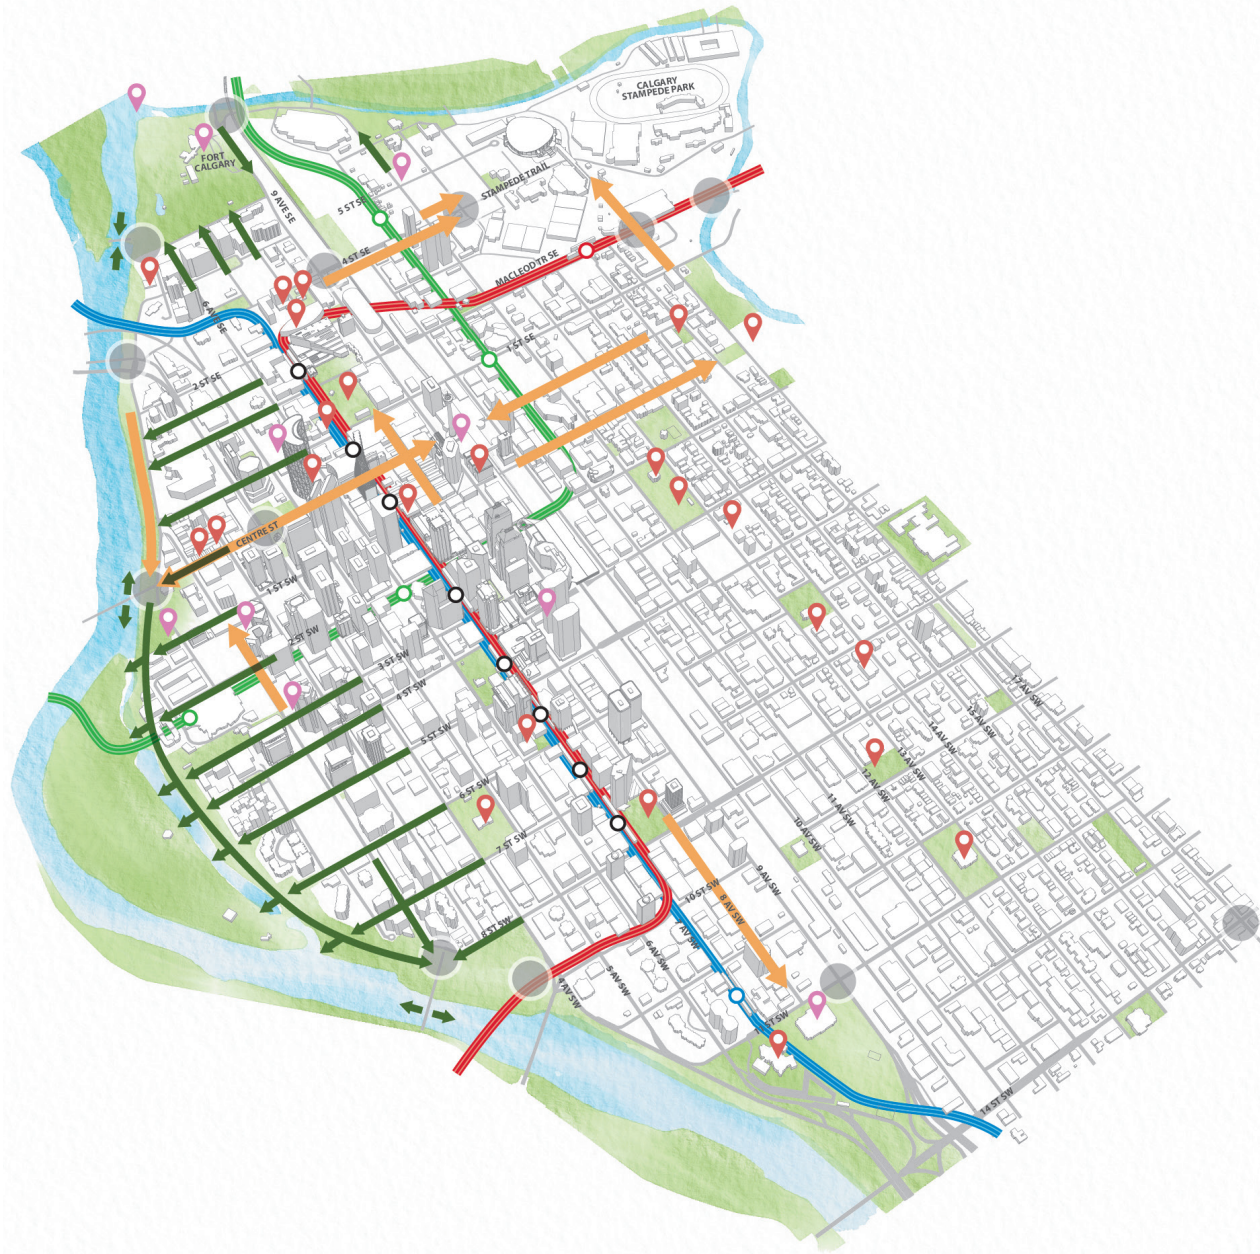 CALGARY
STAMPEDE PARK
FORT
CALGARY
STAMPEDE TRAIL
9 AVE SE
5 ST SE
4 ST SE
MACLEOD TR SE
6 AVE SE
1 ST SE
2 ST SE
CENTRE ST
1 ST SW
2 ST SW
3 ST SW
4 ST SW
17 AV SW
15 AV SW
14 AV SW
5 ST SW
13 AV SW
12 AV SW
6 ST SW
11 AV SW
10 AV SW
7 ST SW
9 AV SW
10 ST SW
8 AV SW
8 ST SW
7 AV SW
6 AV SW
5 AV SW
4 AV SW
14 ST SW